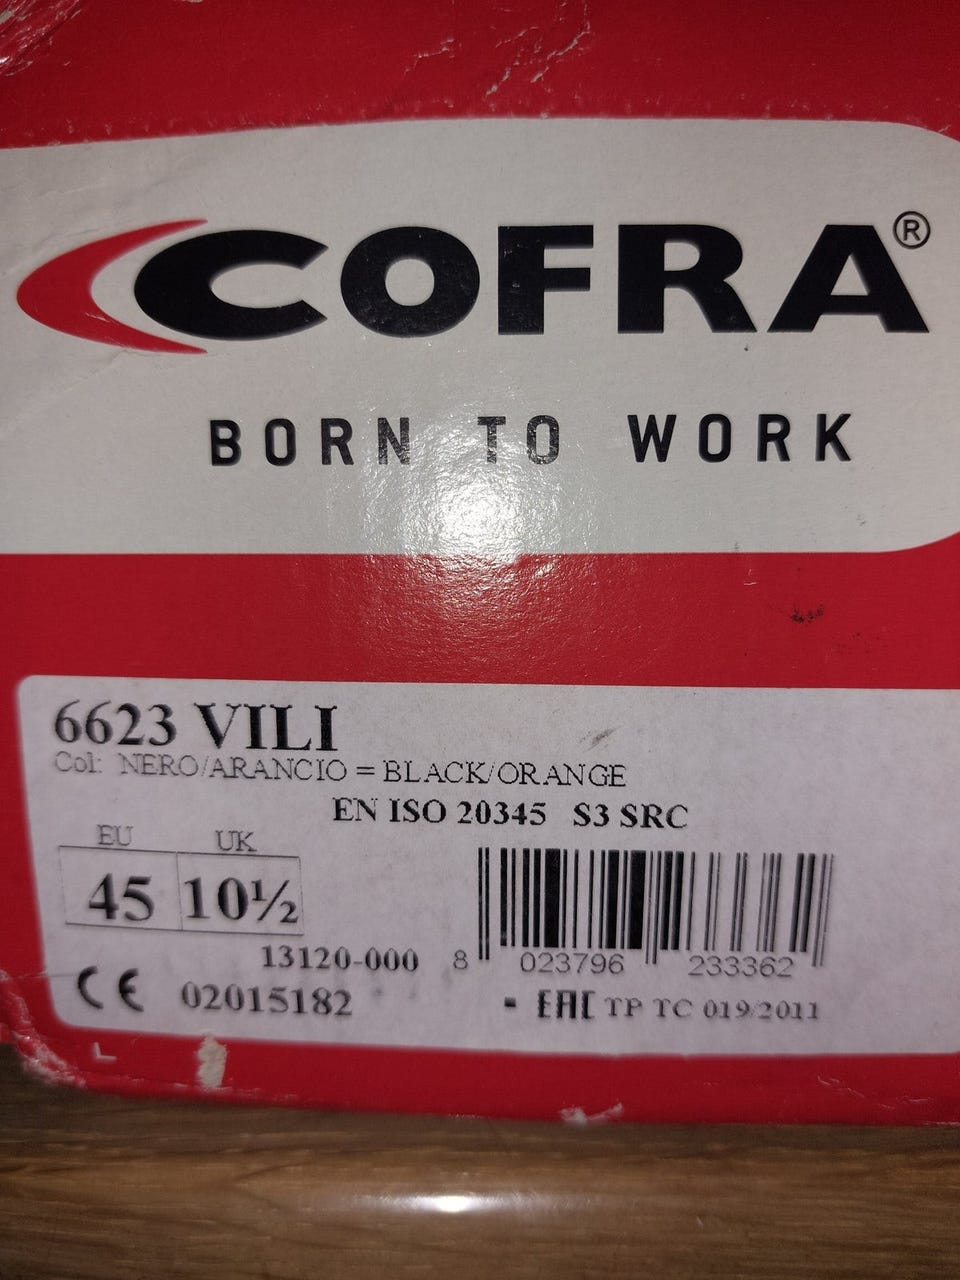 COFRA®
BORN TO WORK
6623 VILI
Col: NERO/ARANCIO = BLACK/ORANGE
EN ISO 20345 S3 SRC
EU UK
45 10½
13120-000 8 023796 233362
CE 02015182 - EAC TP TC 019/2011